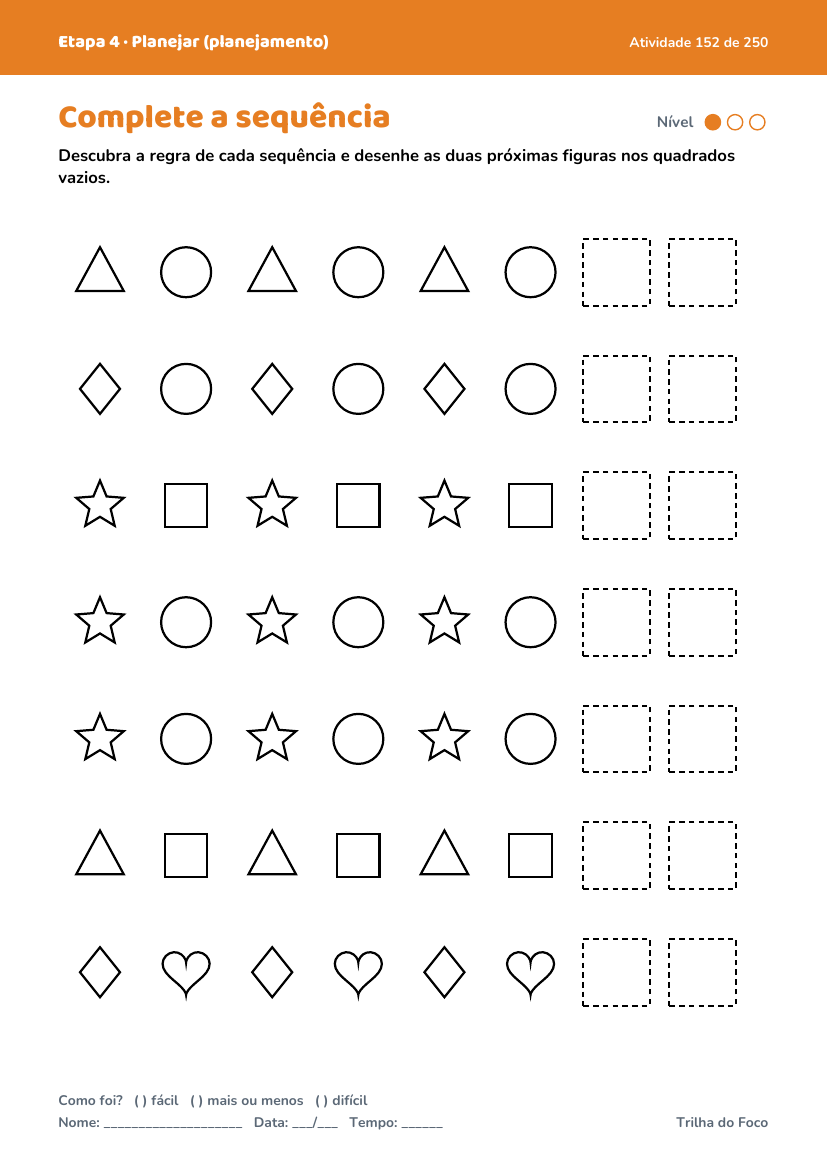 Etapa 4 · Planejar (planejamento)
Atividade 152 de 250
Complete a sequência
Nível
Descubra a regra de cada sequência e desenhe as duas próximas figuras nos quadrados
vazios.
Como foi? ( ) fácil ( ) mais ou menos ( ) difícil
Nome: ____________________ Data: ___/___ Tempo: ______
Trilha do Foco